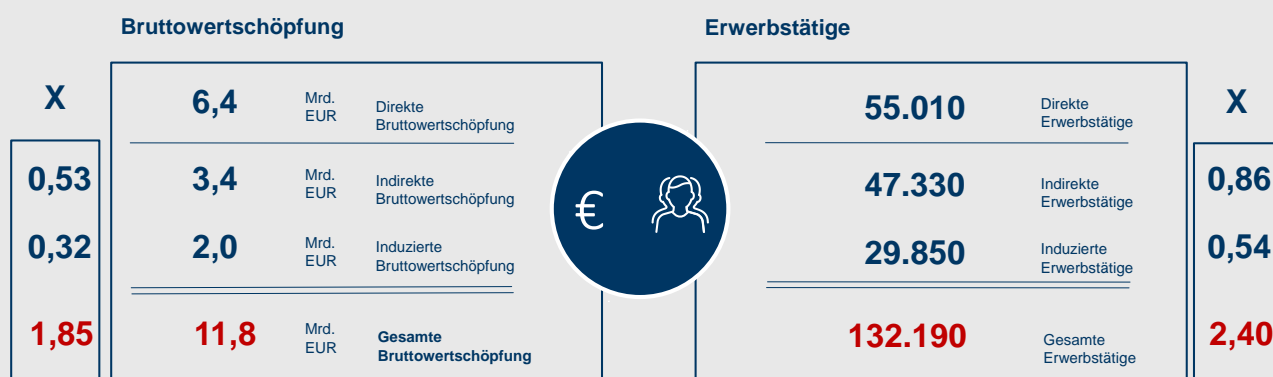 Bruttowertschöpfung
X
6,4
Mrd.
EUR
Direkte
Bruttowertschöpfung
0,53
3,4
Mrd.
EUR
Indirekte
Bruttowertschöpfung
0,32
2,0
Mrd.
EUR
Induzierte
Bruttowertschöpfung
1,85
11,8
Mrd.
EUR
Gesamte
Bruttowertschöpfung
€
Erwerbstätige
55.010
Direkte
Erwerbstätige
X
47.330
Indirekte
Erwerbstätige
0,86
29.850
Induzierte
Erwerbstätige
0,54
132.190
Gesamte
Erwerbstätige
2,40